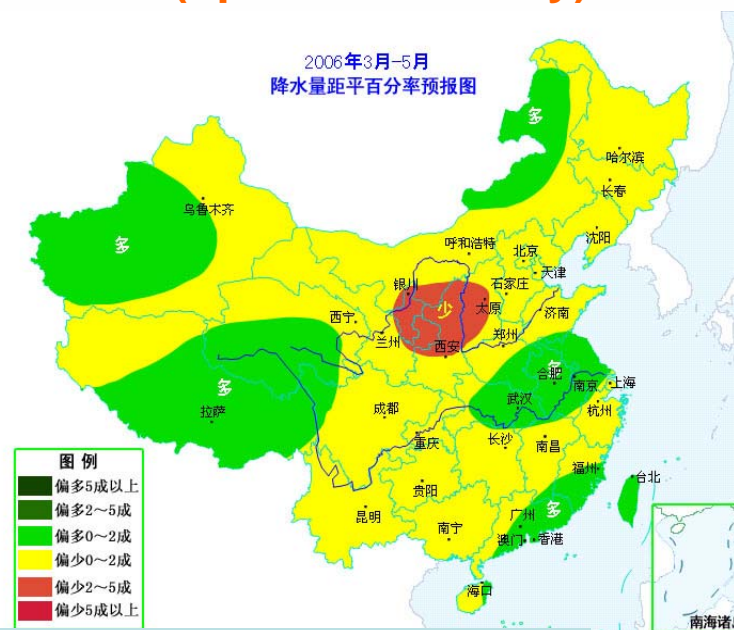 2006年3月-5月
降水量距平百分率预报图
多
哈尔滨
长春
乌鲁木齐
沈阳
多
呼和浩特
北京
天津
银川
石家庄
少
太原
济南
西宁
兰州
郑州
西安
多
合肥
南京
上海
多
拉萨
成都
武汉
杭州
重庆
长沙
南昌
福州
台北
贵阳
多
昆明
广州
南宁
澳门
香港
海口
图例
偏多5成以上
偏多2～5成
偏多0～2成
偏少0～2成
偏少2～5成
偏少5成以上
南海诸